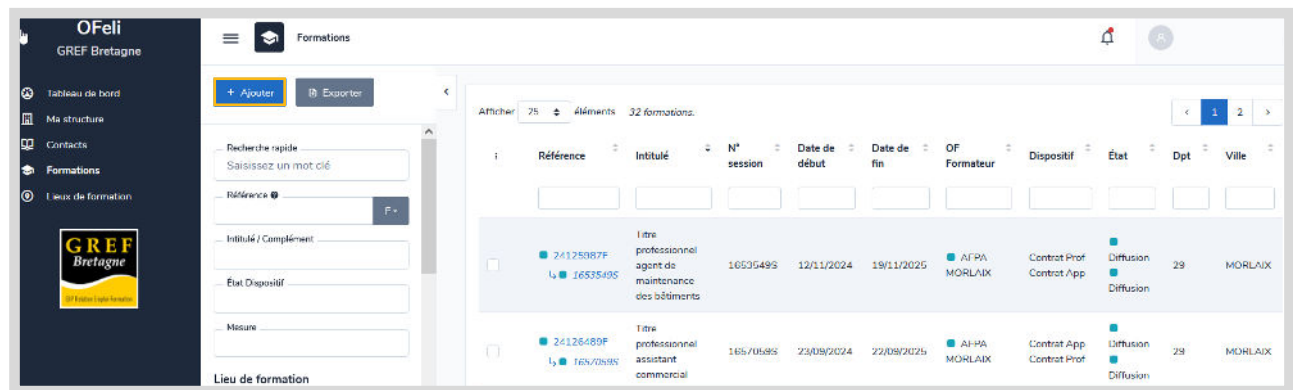 OFeli
GREF Bretagne
Tableau de bord
Ma structure
Contacts
Formations
Lieux de formation
GREF
Bretagne
Formations
+ Ajouter
Exporter
Recherche rapide
Saisissez un mot clé
Référence
F
Intitulé / Complément
État Dispositif
Mesure
Lieu de formation
Afficher 25 éléments 32 formations.
< 1 2 >
Référence Intitulé N° session Date de début Date de fin OF Formateur Dispositif État Dpt Ville
24125987F
16535495
Titre
professionnel
agent de
maintenance
des bâtiments
1653549S 12/11/2024 19/11/2025
AFPA
MORLAIX
Contrat Prof
Contrat App
Diffusion
Diffusion
29 MORLAIX
24126489F
1657059S
Titre
professionnel
assistant
commercial
1657059S 23/09/2024 22/09/2025
AFPA
MORLAIX
Contrat App
Contrat Prof
Diffusion
Diffusion
29 MORLAIX